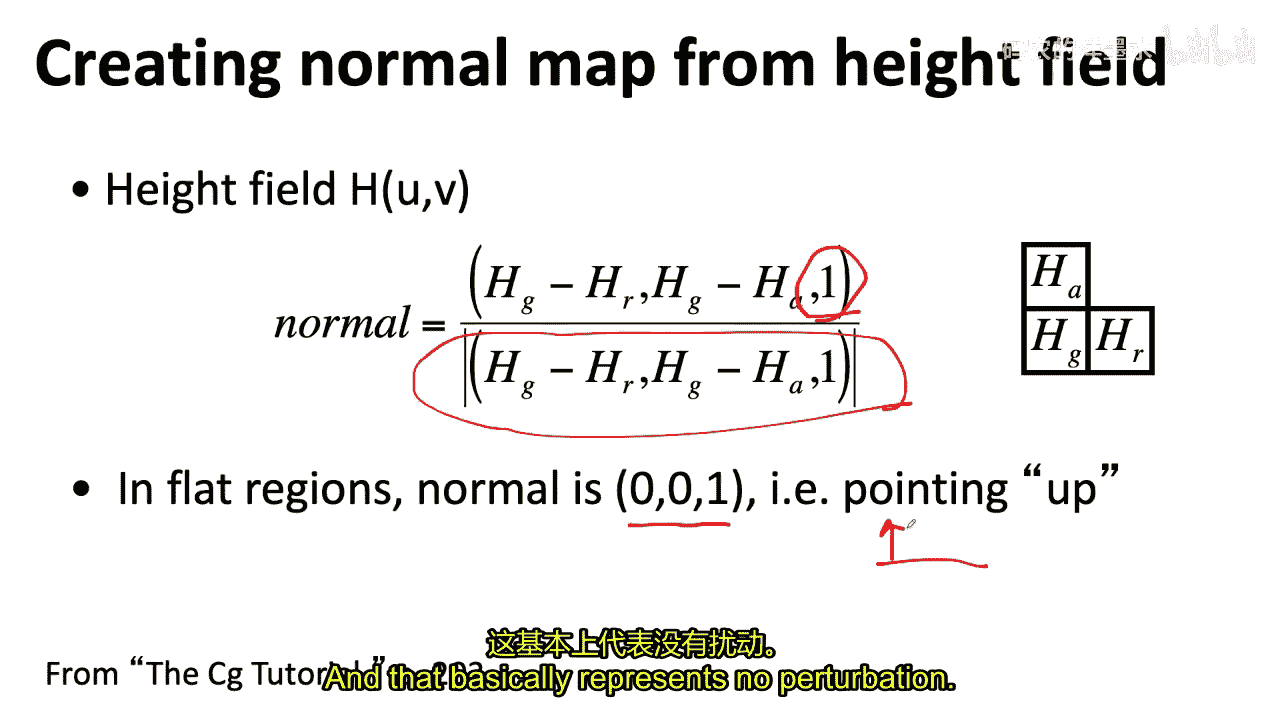 Creating normal map from height field
• Height field H(u,v)
normal = (H_g − H_r, H_g − H_a, 1) / |(H_g − H_r, H_g − H_a, 1)|
H_a
H_g H_r
• In flat regions, normal is (0,0,1), i.e. pointing “up”
这基本上代表没有扰动。
From “The Cg
And that basically represents no perturbation.